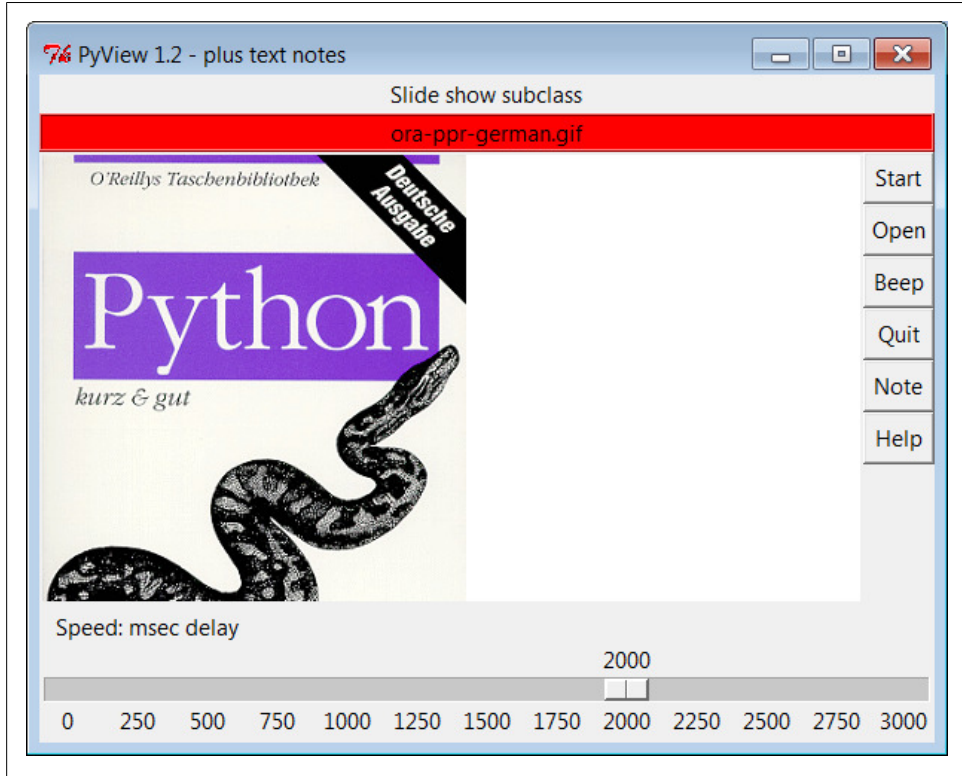 PyView 1.2 - plus text notes
Slide show subclass
ora-ppr-german.gif
O'Reillys Taschenbibliothek
Deutsche
Ausgabe
Python
kurz & gut
Start
Open
Beep
Quit
Note
Help
Speed: msec delay
2000
0 250 500 750 1000 1250 1500 1750 2000 2250 2500 2750 3000